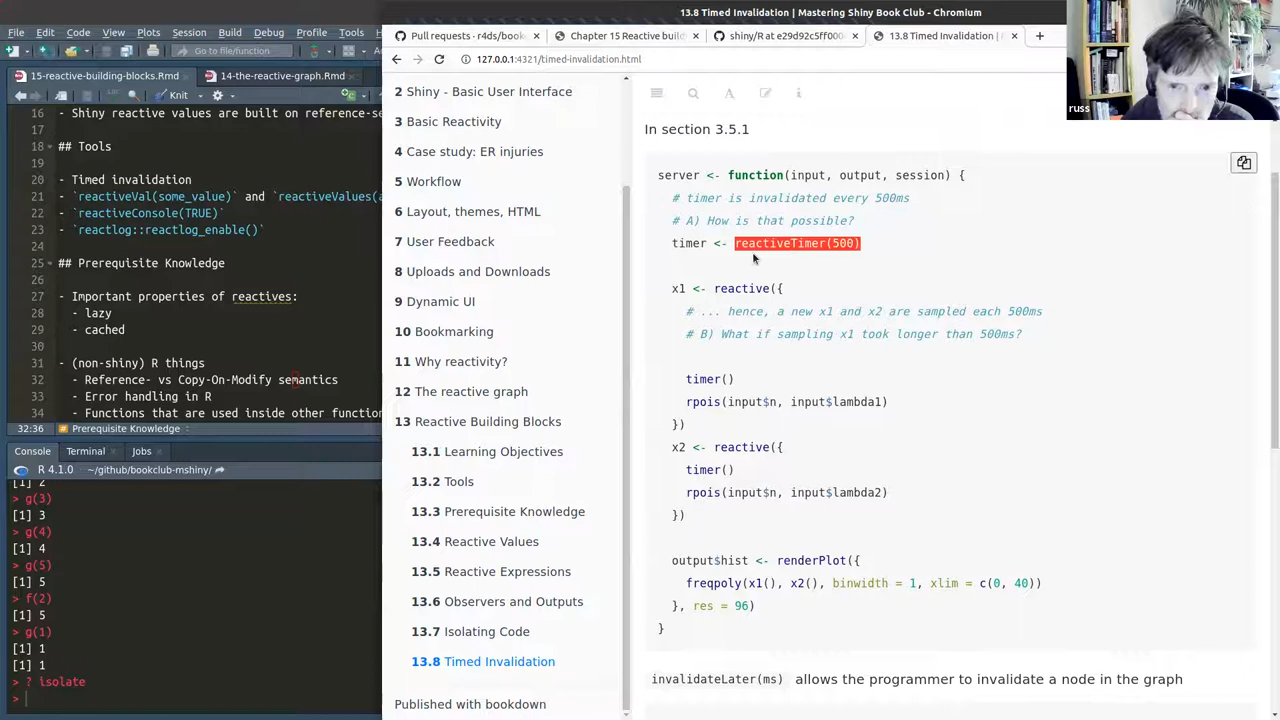 13.8 Timed Invalidation | Mastering Shiny Book Club - Chromium
File Edit Code View Plots Session Build Debug Profile Tools
Go to file/function
15-reactive-building-blocks.Rmd × 14-the-reactive-graph.Rmd ×
Knit
16 - Shiny reactive values are built on reference-se
17
18 ## Tools
19
20 - Timed invalidation
21 - `reactiveVal(some_value)` and `reactiveValues(a
22 - `reactiveConsole(TRUE)`
23 - `reactlog::reactlog_enable()`
24
25 ## Prerequisite Knowledge
26
27 - Important properties of reactives:
28 - lazy
29 - cached
30
31 - (non-shiny) R things
32 - Reference- vs Copy-On-Modify semantics
33 - Error handling in R
34 - Functions that are used inside other function
32:36 # Prerequisite Knowledge
Console Terminal × Jobs ×
R 4.1.0 · ~/github/bookclub-mshiny/
[1] 2
> g(3)
[1] 3
> g(4)
[1] 4
> g(5)
[1] 5
> f(2)
[1] 5
> g(1)
[1] 1
[1] 1
> ? isolate
>
Pull requests · r4ds/book × Chapter 15 Reactive buil × shiny/R at e29d92c5ff000 × 13.8 Timed Invalidation | M × +
127.0.0.1:4321/timed-invalidation.html
2 Shiny - Basic User Interface
3 Basic Reactivity
4 Case study: ER injuries
5 Workflow
6 Layout, themes, HTML
7 User Feedback
8 Uploads and Downloads
9 Dynamic UI
10 Bookmarking
11 Why reactivity?
12 The reactive graph
13 Reactive Building Blocks
13.1 Learning Objectives
13.2 Tools
13.3 Prerequisite Knowledge
13.4 Reactive Values
13.5 Reactive Expressions
13.6 Observers and Outputs
13.7 Isolating Code
13.8 Timed Invalidation
Published with bookdown
A i
In section 3.5.1
server <- function(input, output, session) {
# timer is invalidated every 500ms
# A) How is that possible?
timer <- reactiveTimer(500)
x1 <- reactive({
# ... hence, a new x1 and x2 are sampled each 500ms
# B) What if sampling x1 took longer than 500ms?
timer()
rpois(input$n, input$lambda1)
})
x2 <- reactive({
timer()
rpois(input$n, input$lambda2)
})
output$hist <- renderPlot({
freqpoly(x1(), x2(), binwidth = 1, xlim = c(0, 40))
}, res = 96)
}
invalidateLater(ms) allows the programmer to invalidate a node in the graph
russ